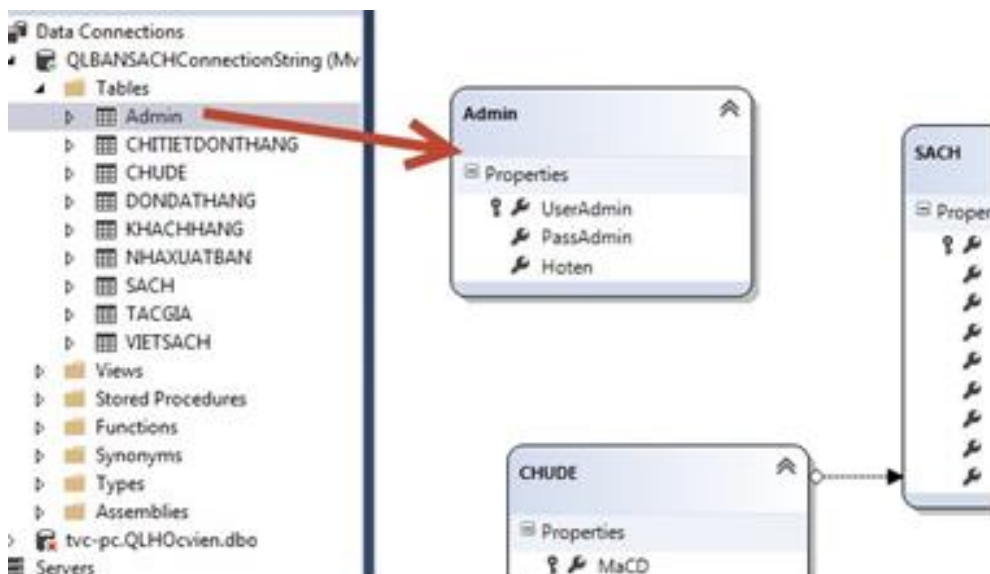 Data Connections
QLBANSACHConnectionString (Mv
Tables
Admin
CHITIETDONTHANG
CHUDE
DONDATHANG
KHACHHANG
NHAXUATBAN
SACH
TACGIA
VIETSACH
Views
Stored Procedures
Functions
Synonyms
Types
Assemblies
tvc-pc.QLHOcvien.dbo
Servers
Admin
Properties
UserAdmin
PassAdmin
Hoten
CHUDE
Properties
MaCD
SACH
Proper